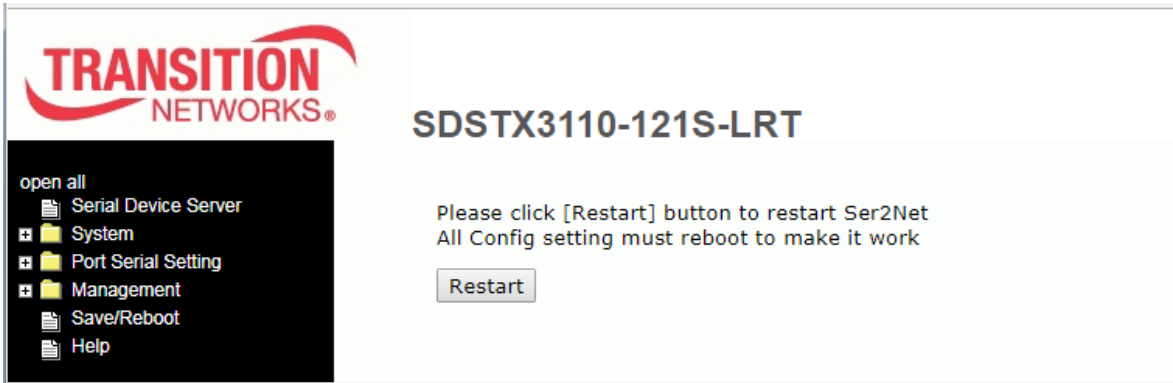 TRANSITION
NETWORKS®
SDSTX3110-121S-LRT
open all
Serial Device Server
System
Port Serial Setting
Management
Save/Reboot
Help
Please click [Restart] button to restart Ser2Net
All Config setting must reboot to make it work
Restart